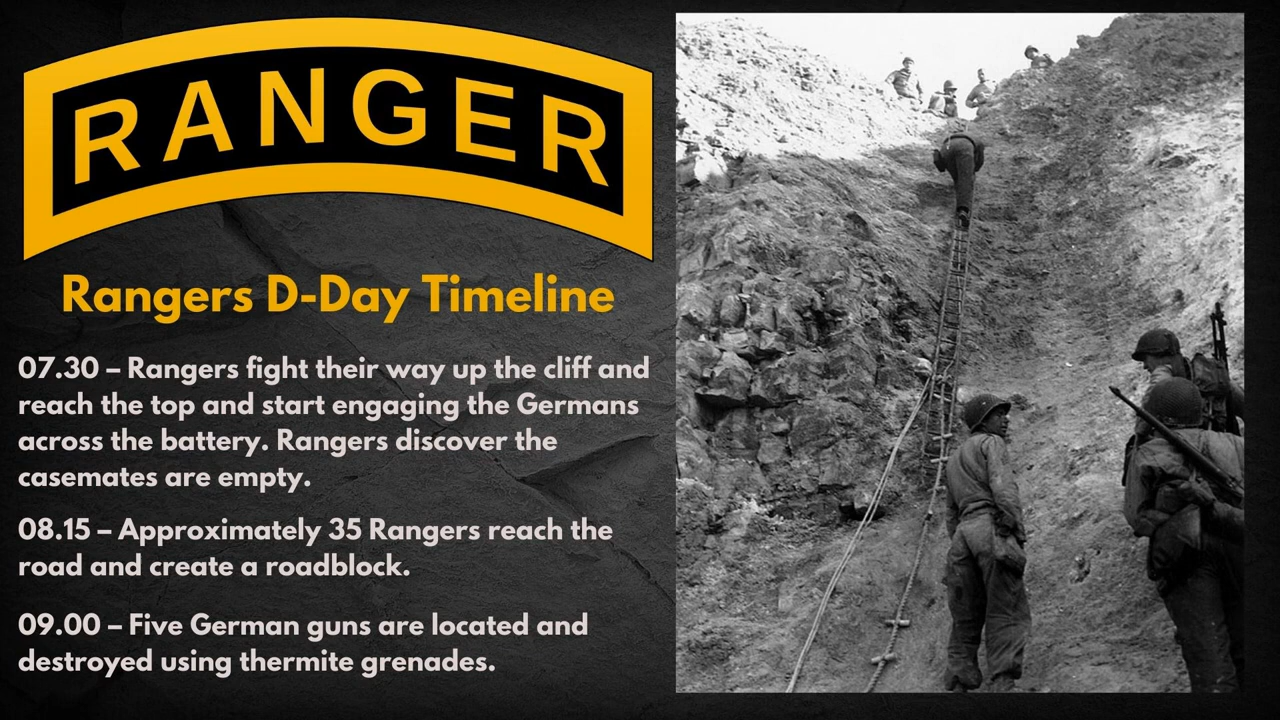 RANGER
Rangers D-Day Timeline
07.30 – Rangers fight their way up the cliff and
reach the top and start engaging the Germans
across the battery. Rangers discover the
casemates are empty.
08.15 – Approximately 35 Rangers reach the
road and create a roadblock.
09.00 – Five German guns are located and
destroyed using thermite grenades.